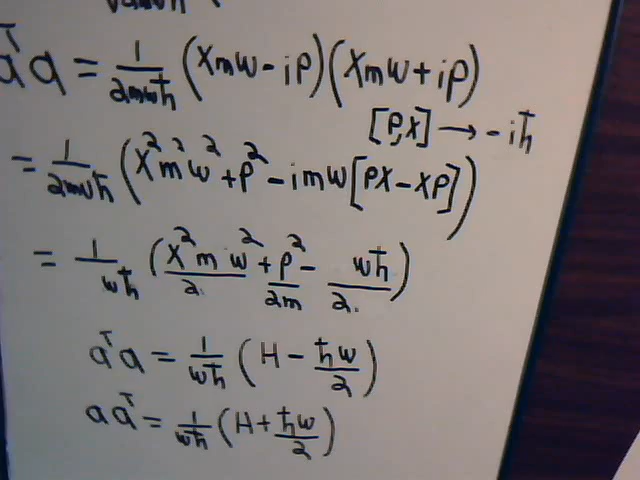 a†a = 1/2mωħ (xmω - ip)(xmω + ip)
[p,x] → -iħ
= 1/2mωħ (x²m²ω² + p² - imω[px - xp])
= 1/ωħ (x²mω²/2 + p²/2m - ωħ/2)
a†a = 1/ωħ (H - ħω/2)
aa† = 1/ωħ (H + ħω/2)